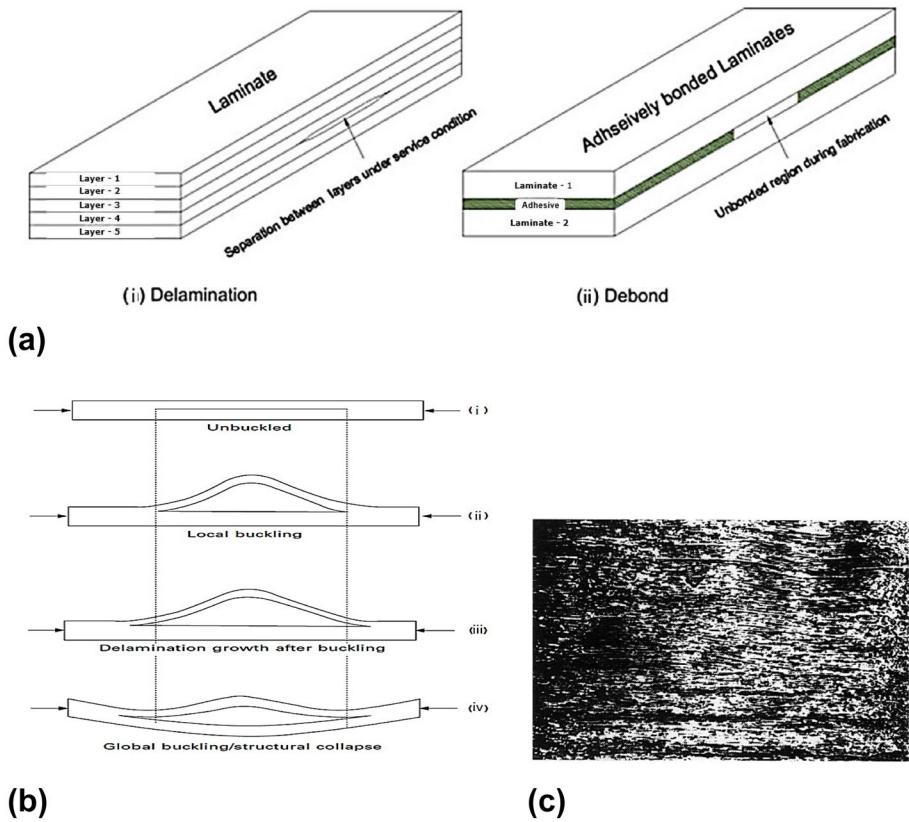 Laminate
Layer - 1
Layer - 2
Layer - 3
Layer - 4
Layer - 5
Separation between layers under service condition
(i) Delamination
Adhseively bonded Laminates
Laminate - 1
Adhesive
Laminate - 2
Unbonded region during fabrication
(ii) Debond
(a)
(i)
Unbuckled
(ii)
Local buckling
(iii)
Delamination growth after buckling
(iv)
Global buckling/structural collapse
(b)
(c)